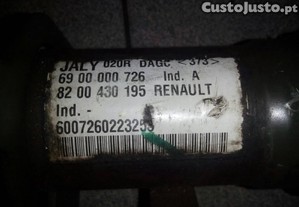 CustoJusto.pt
JALY 020R DAGC <373>
69 00 000 726 Ind. A
82 00 430 195 RENAULT
Ind. -
6007260223253